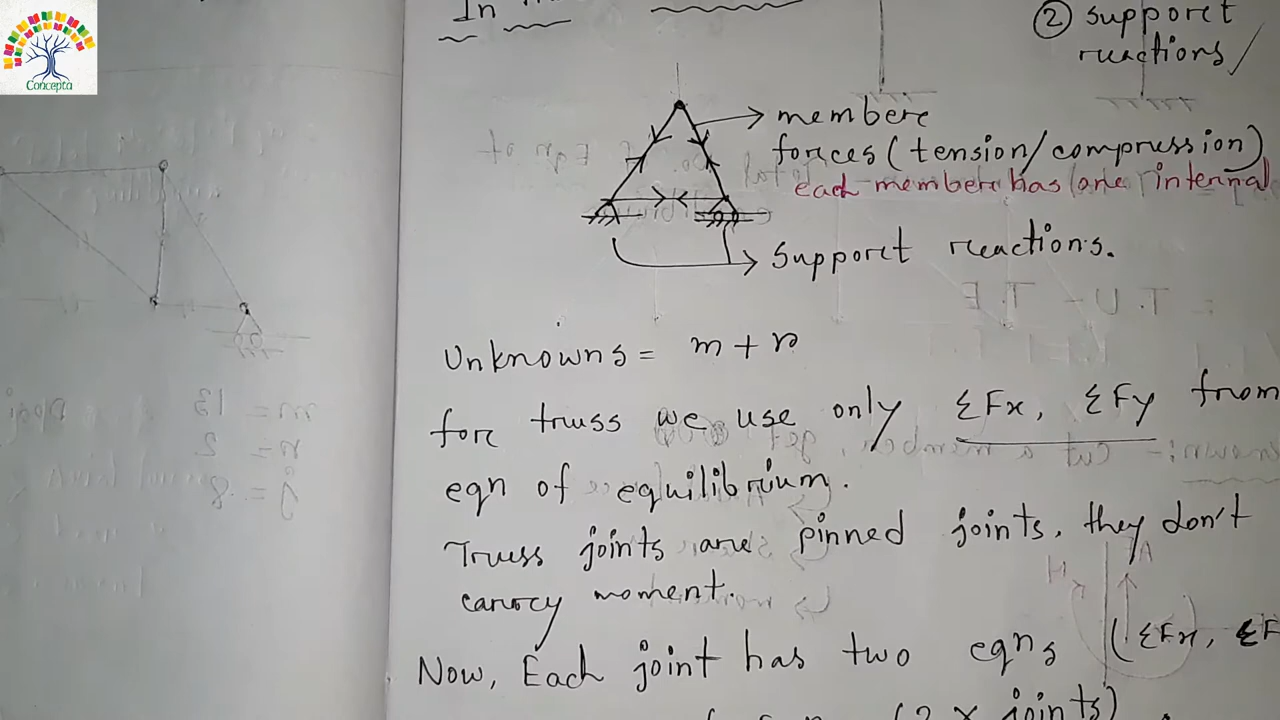 Concepta
In
② support
reactions
member
forces (tension/compression)
each member has one internal
support reactions.
Unknowns = m + r
for truss we use only ΣFx, ΣFy from
eqn of equilibrium.
Truss joints are pinned joints, they don't
carry moment.
Now, Each joint has two eqns (ΣFx, ΣF
(2 x joints)